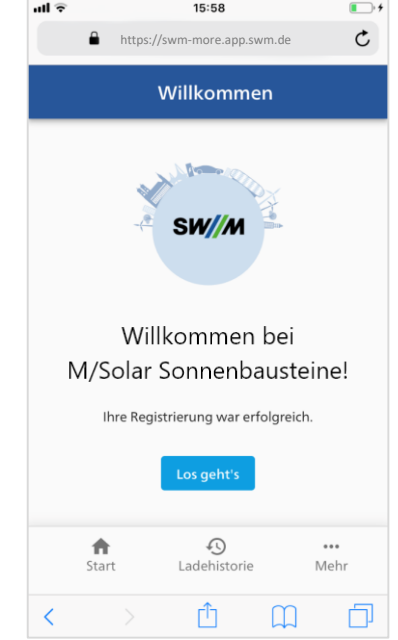 15:58
https://swm-more.app.swm.de
Willkommen
SW//M
Willkommen bei
M/Solar Sonnenbausteine!
Ihre Registrierung war erfolgreich.
Los geht's
Start Ladehistorie Mehr